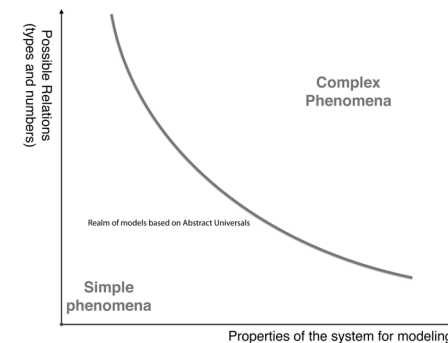 Possible Relations
(types and numbers)
Complex
Phenomena
Realm of models based on Abstract Universals
Simple
phenomena
Properties of the system for modeling